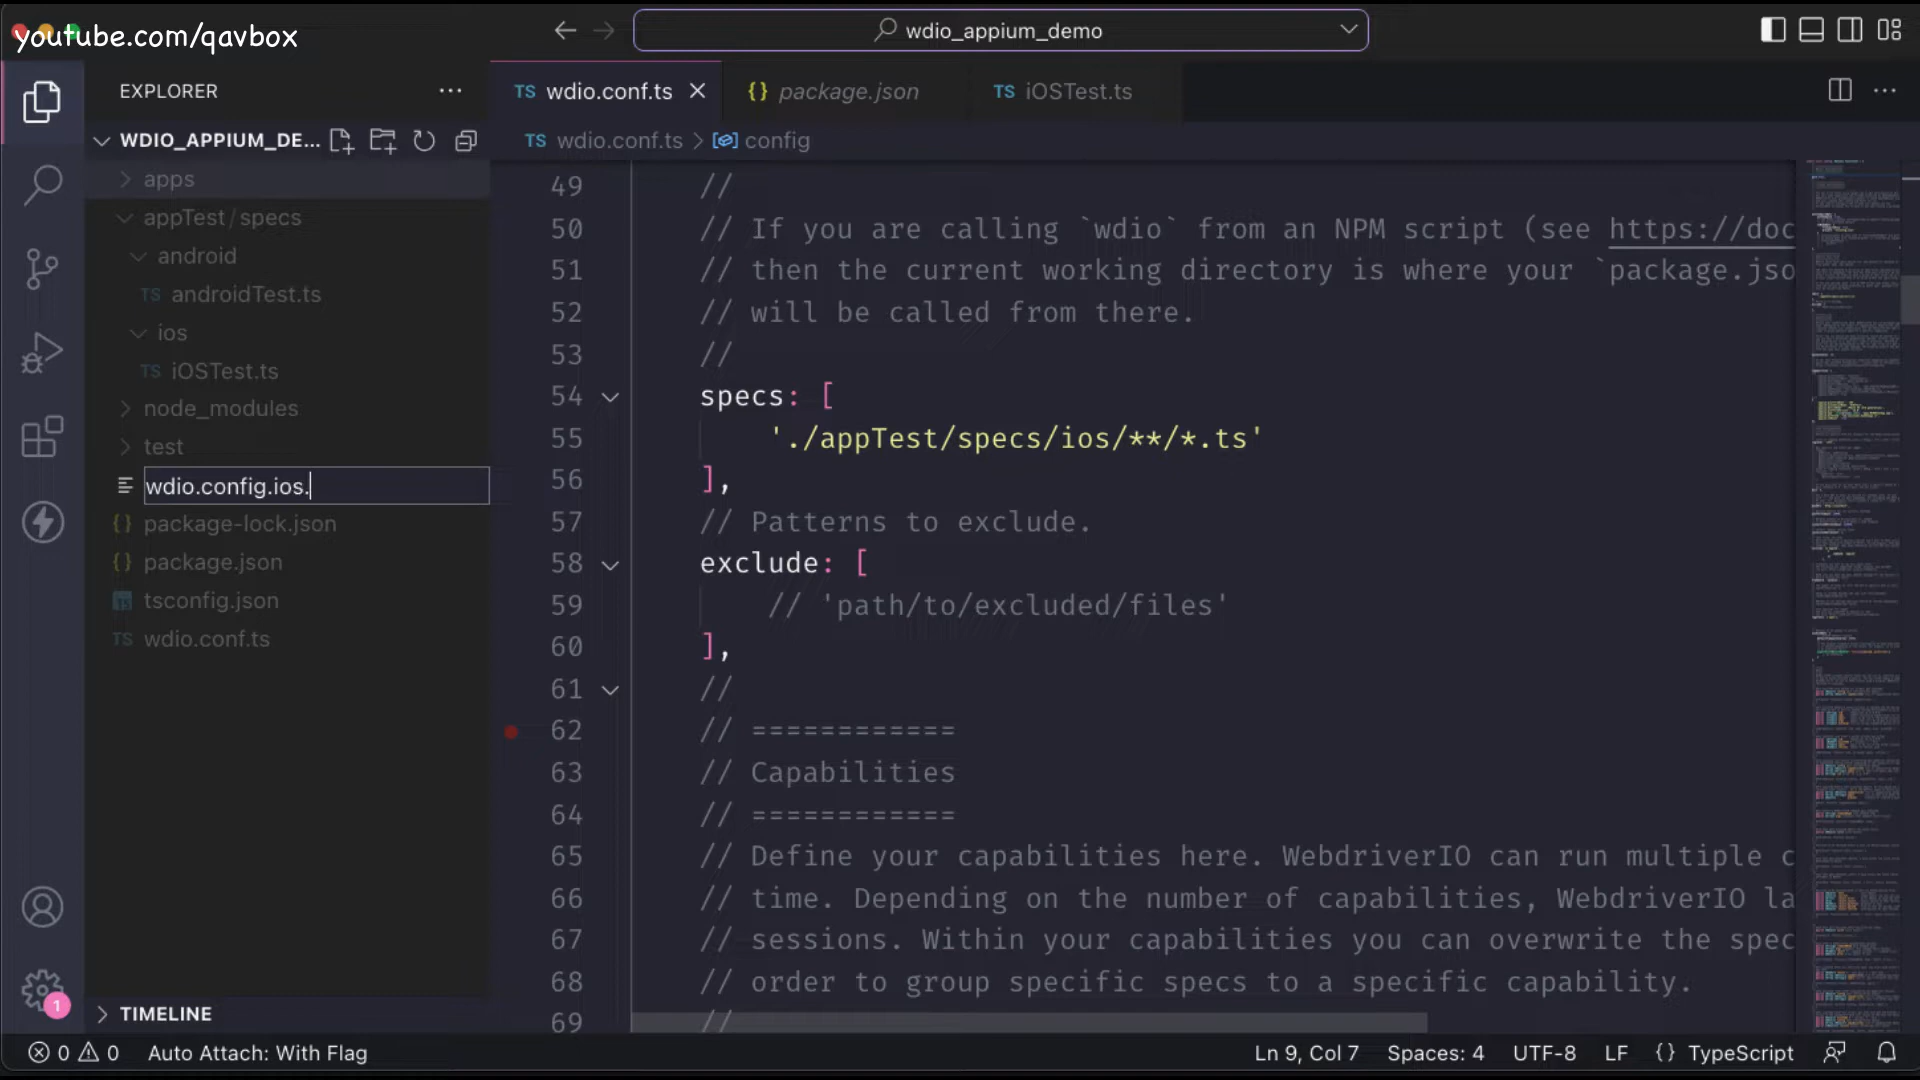 youtube.com/qavbox
wdio_appium_demo
EXPLORER
WDIO_APPIUM_DE...
apps
appTest/specs
android
TS androidTest.ts
ios
TS iOSTest.ts
node_modules
test
wdio.config.ios.
{} package-lock.json
{} package.json
TS tsconfig.json
TS wdio.conf.ts
TIMELINE
TS wdio.conf.ts
{} package.json
TS iOSTest.ts
TS wdio.conf.ts > config
49 //
50 // If you are calling `wdio` from an NPM script (see https://doc
51 // then the current working directory is where your `package.jso
52 // will be called from there.
53 //
54 specs: [
55 './appTest/specs/ios/**/*.ts'
56 ],
57 // Patterns to exclude.
58 exclude: [
59 // 'path/to/excluded/files'
60 ],
61 //
62 // ============
63 // Capabilities
64 // ============
65 // Define your capabilities here. WebdriverIO can run multiple c
66 // time. Depending on the number of capabilities, WebdriverIO la
67 // sessions. Within your capabilities you can overwrite the spec
68 // order to group specific specs to a specific capability.
69 //
1
0 0 Auto Attach: With Flag
Ln 9, Col 7 Spaces: 4 UTF-8 LF {} TypeScript